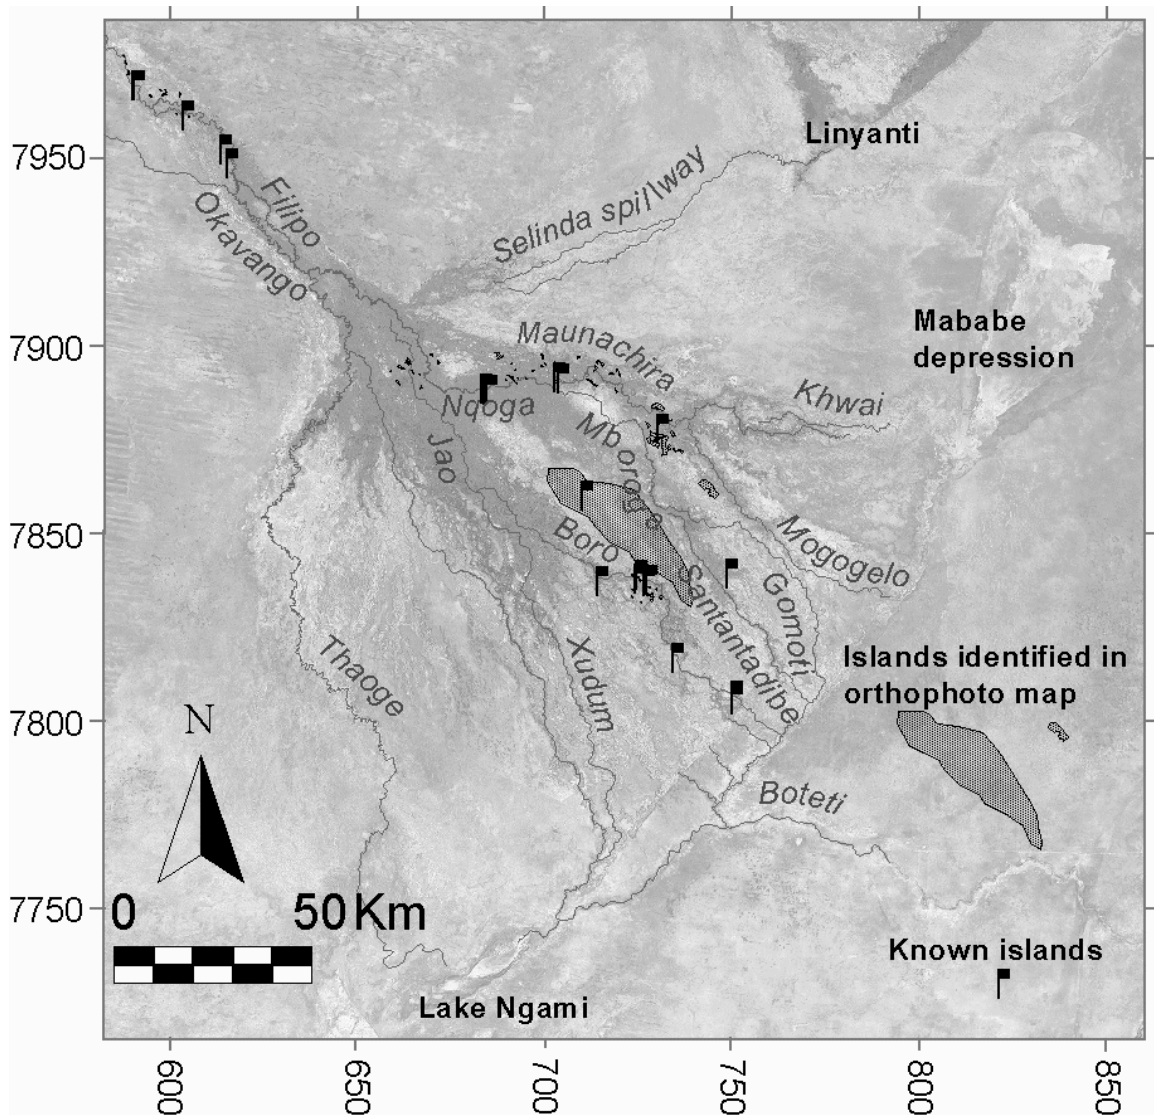 Linyanti
7950
Selinda spil\way
Filipo
Okavango
Mababe
depression
7900
Maunachira
Khwai
Nqoga
Mboroga
Jao
7850
Boro
Mogogelo
Gomoti
Santantadibe
Islands identified in
orthophoto map
Thaoge
Xudum
N
7800
Boteti
0 50 Km
7750
Known islands
Lake Ngami
600 650 700 750 800 850